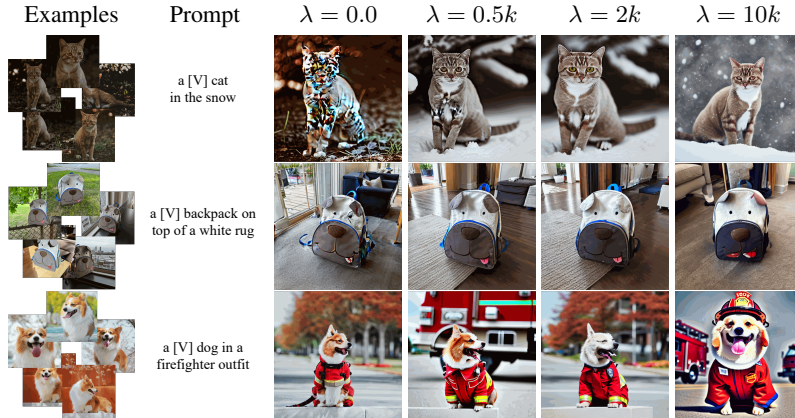 Examples Prompt λ = 0.0 λ = 0.5k λ = 2k λ = 10k
a [V] cat
in the snow
a [V] backpack on
top of a white rug
a [V] dog in a
firefighter outfit